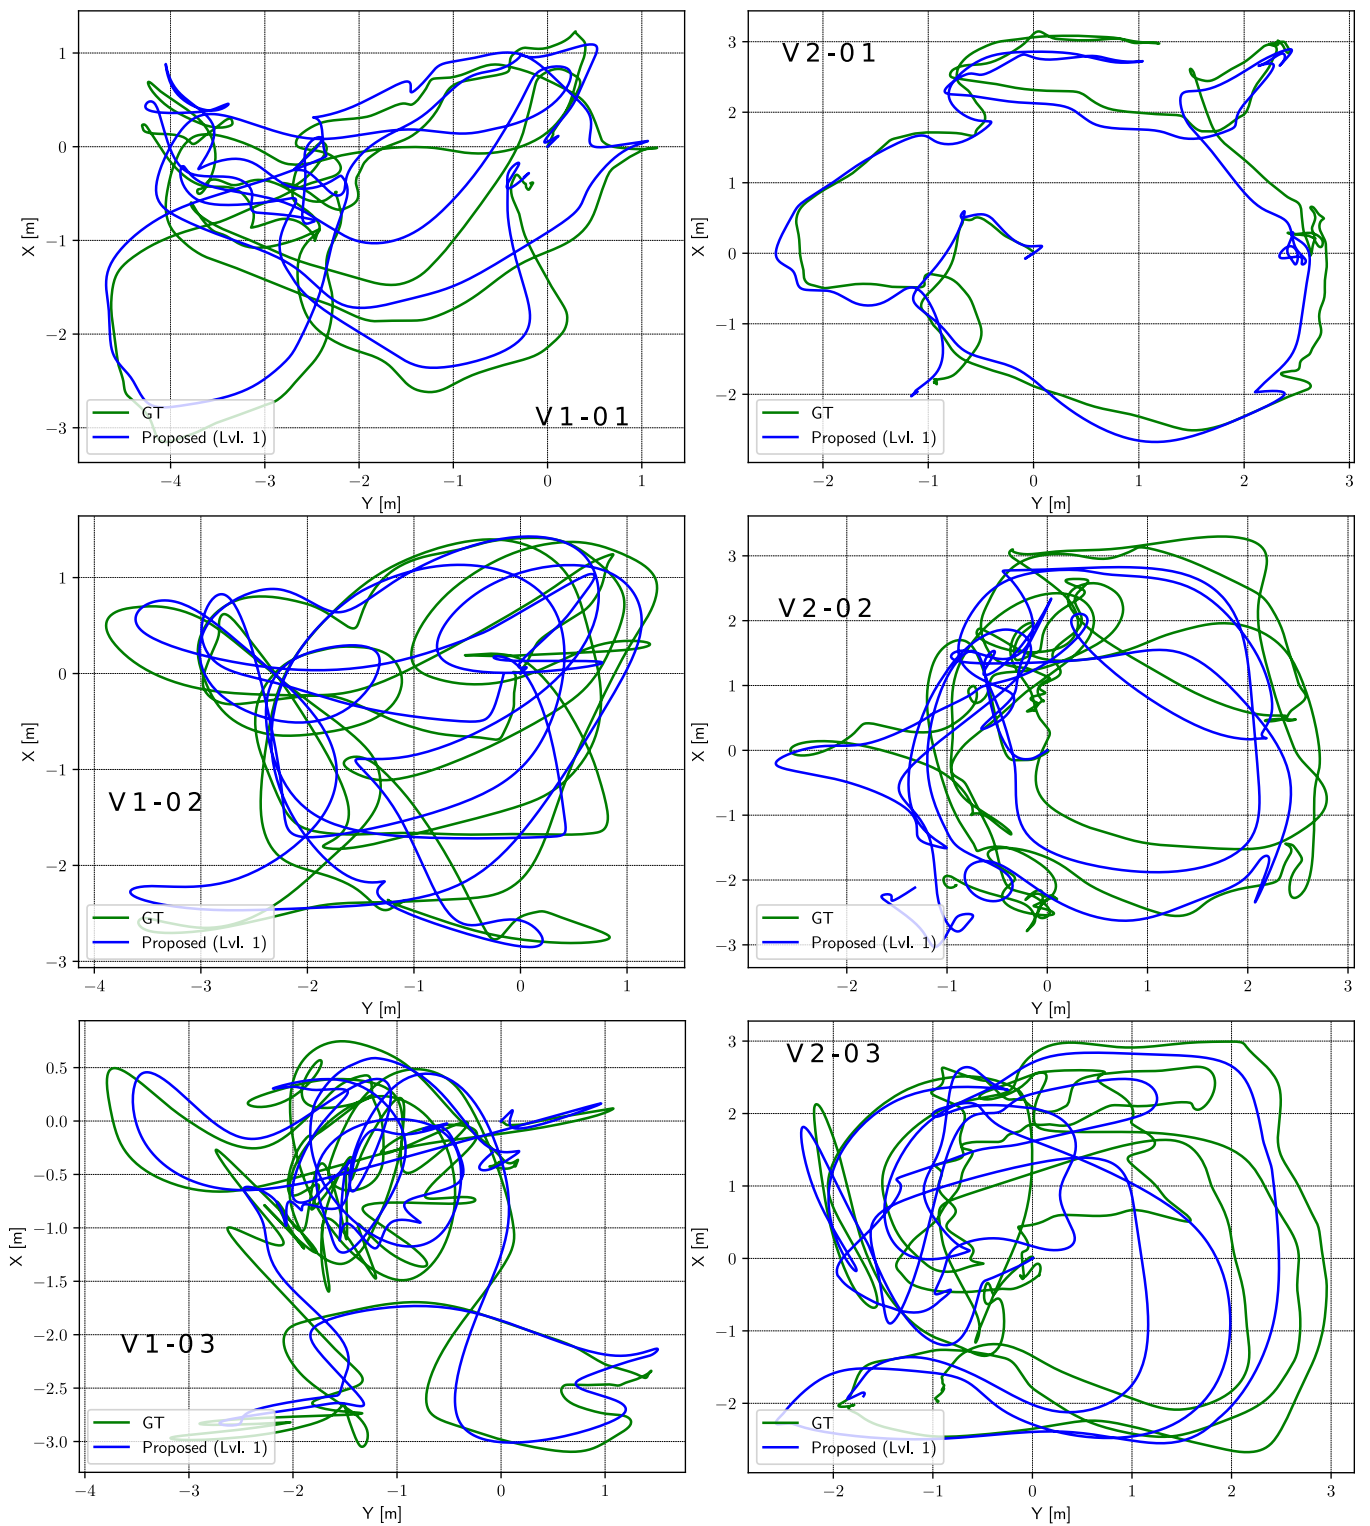 1
0
−1
−2
−3
X [m]
GT
Proposed (Lvl. 1)
V1-01
−4
−3
−2
−1
0
1
Y [m]
3
2
1
0
−1
−2
X [m]
V2-01
GT
Proposed (Lvl. 1)
−2
−1
0
1
2
3
Y [m]
1
0
−1
−2
−3
X [m]
V1-02
GT
Proposed (Lvl. 1)
−4
−3
−2
−1
0
1
Y [m]
3
2
1
0
−1
−2
−3
X [m]
V2-02
GT
Proposed (Lvl. 1)
−2
−1
0
1
2
3
Y [m]
0.5
0.0
−0.5
−1.0
−1.5
−2.0
−2.5
−3.0
X [m]
V1-03
GT
Proposed (Lvl. 1)
−4
−3
−2
−1
0
1
Y [m]
3
2
1
0
−1
−2
X [m]
V2-03
GT
Proposed (Lvl. 1)
−2
−1
0
1
2
3
Y [m]